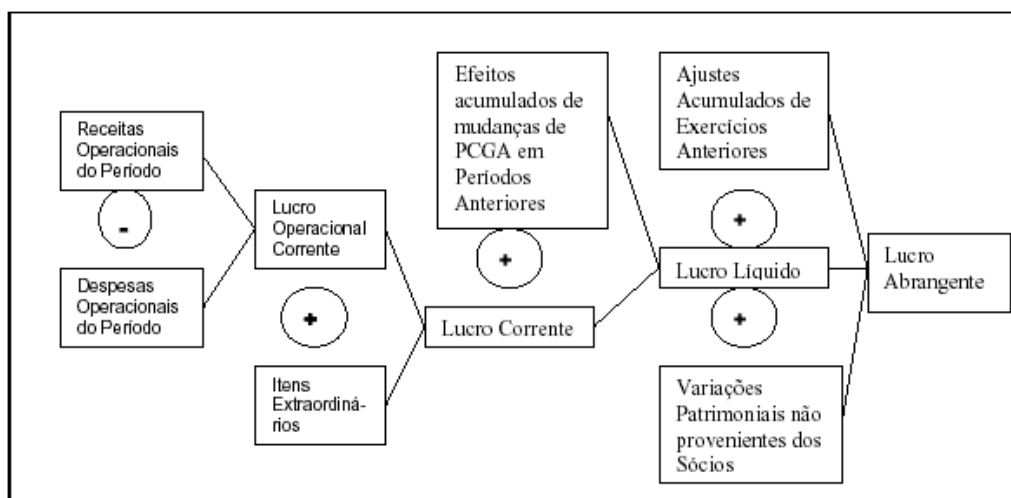 Receitas
Operacionais
do Período
-
Despesas
Operacionais
do Período
Lucro
Operacional
Corrente
+
Itens
Extraordiná-
rios
Efeitos
acumulados de
mudanças de
PCGA em
Períodos
Anteriores
+
Lucro Corrente
Ajustes
Acumulados de
Exercícios
Anteriores
+
Lucro Líquido
+
Variações
Patrimoniais não
provenientes dos
Sócios
Lucro
Abrangente